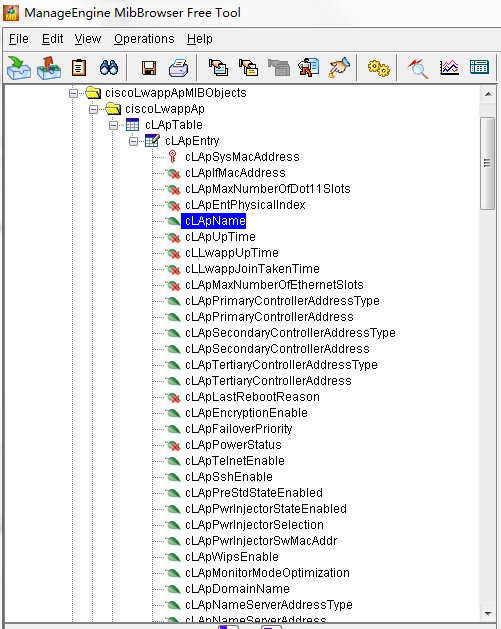 ManageEngine MibBrowser Free Tool
File Edit View Operations Help
ciscoLwappApMIBObjects
ciscoLwappAp
cLApTable
cLApEntry
cLApSysMacAddress
cLApIfMacAddress
cLApMaxNumberOfDot11Slots
cLApEntPhysicalIndex
cLApName
cLApUpTime
cLLwappUpTime
cLLwappJoinTakenTime
cLApMaxNumberOfEthernetSlots
cLApPrimaryControllerAddressType
cLApPrimaryControllerAddress
cLApSecondaryControllerAddressType
cLApSecondaryControllerAddress
cLApTertiaryControllerAddressType
cLApTertiaryControllerAddress
cLApLastRebootReason
cLApEncryptionEnable
cLApFailoverPriority
cLApPowerStatus
cLApTelnetEnable
cLApSshEnable
cLApPreStdStateEnabled
cLApPwrInjectorStateEnabled
cLApPwrInjectorSelection
cLApPwrInjectorSwMacAddr
cLApWipsEnable
cLApMonitorModeOptimization
cLApDomainName
cLApNameServerAddressType
cLApNameServerAddress